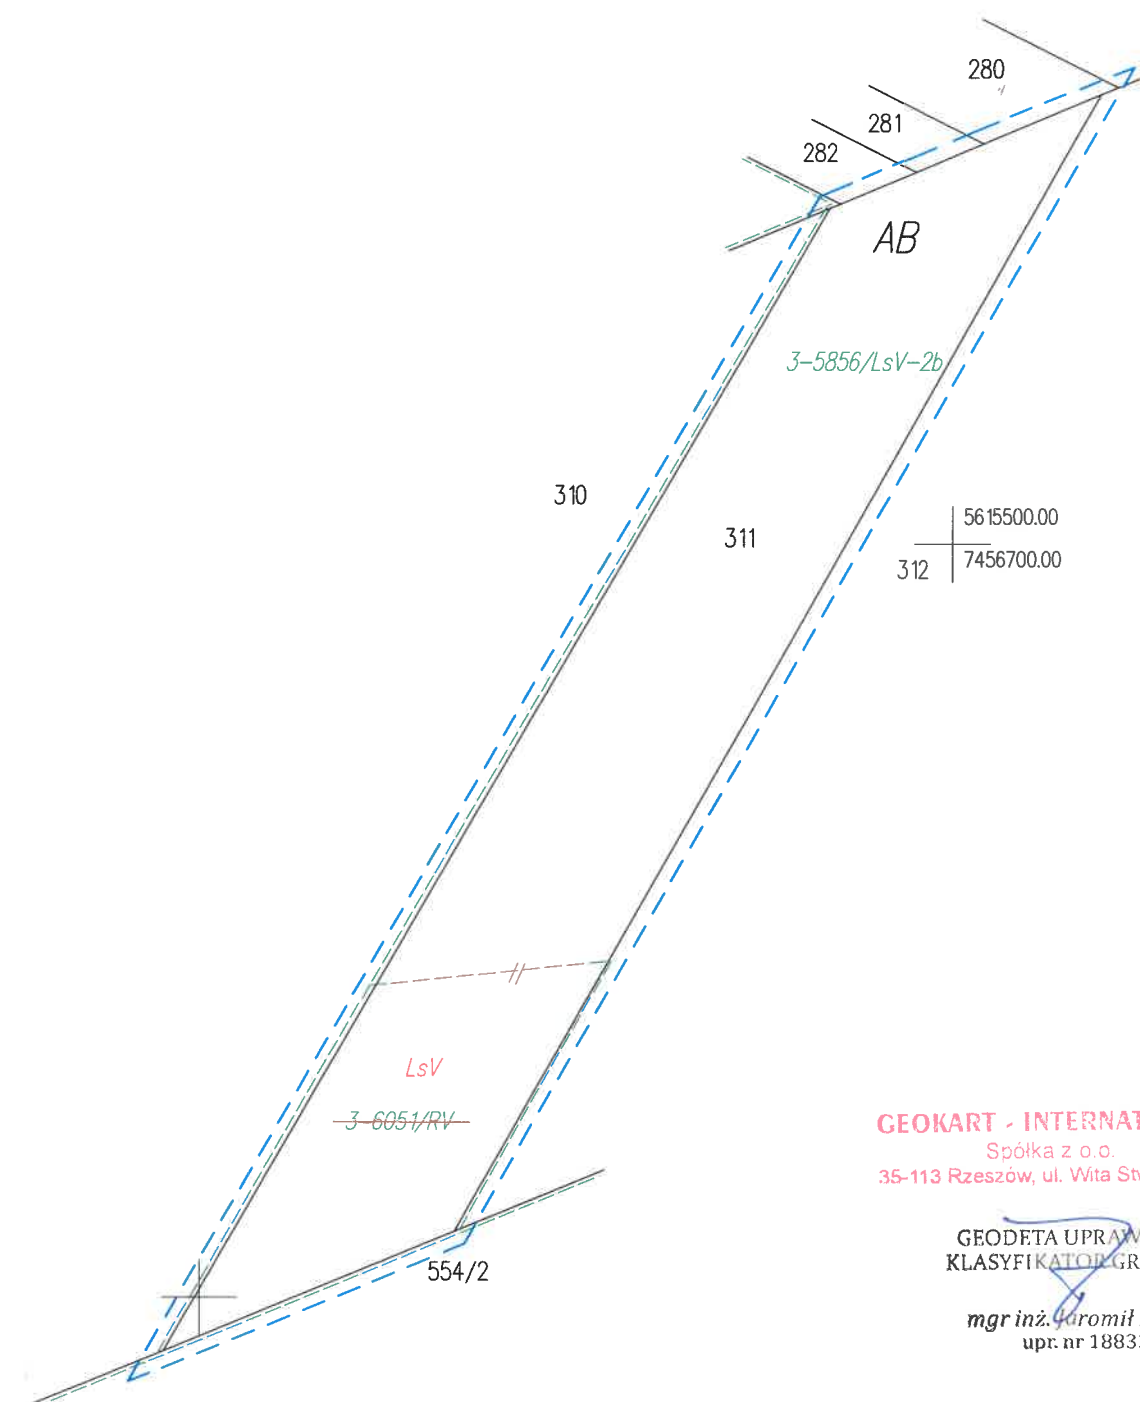 280
281
282
AB
3-5856/LsV-2b
310
311
5615500.00
312
7456700.00
LsV
3-6051/RV
GEOKART - INTERNAT
Spółka z o.o.
35-113 Rzeszów, ul. Wita
GEODETA UPRAW
KLASYFIKATOR GR
554/2
mgr inż. Jaromił
upr. nr 1883